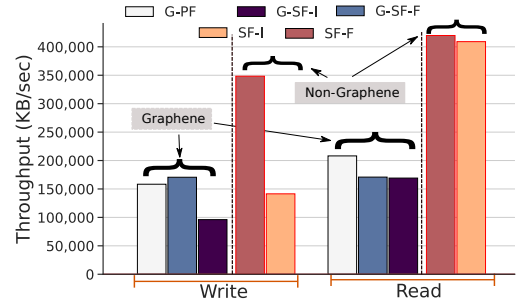 G-PF G-SF-I G-SF-F
SF-I SF-F
Throughput (KB/sec)
400,000
350,000
300,000
250,000
200,000
150,000
100,000
50,000
0
Non-Graphene
Graphene
Write Read